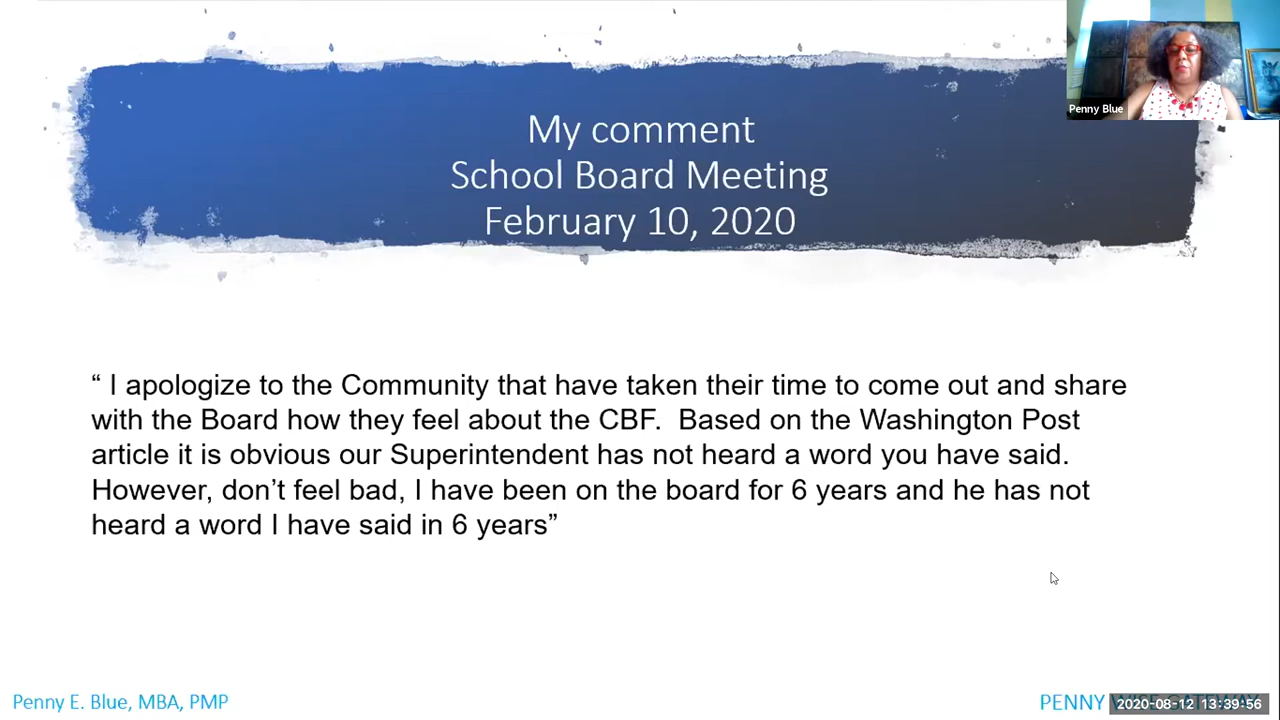 My comment
School Board Meeting
February 10, 2020
Penny Blue
“ I apologize to the Community that have taken their time to come out and share
with the Board how they feel about the CBF.  Based on the Washington Post
article it is obvious our Superintendent has not heard a word you have said.
However, don’t feel bad, I have been on the board for 6 years and he has not
heard a word I have said in 6 years”
Penny E. Blue, MBA, PMP
PENNY WISE GATEWAY
2020-08-12 13:39:56